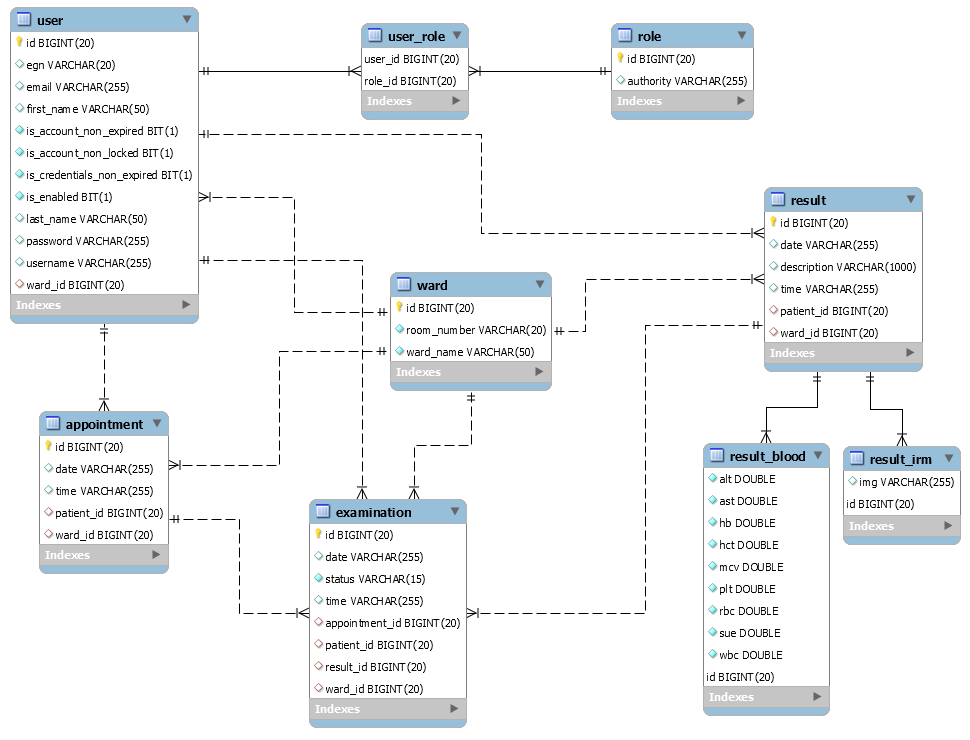 user
id BIGINT(20)
egn VARCHAR(20)
email VARCHAR(255)
first_name VARCHAR(50)
is_account_non_expired BIT(1)
is_account_non_locked BIT(1)
is_credentials_non_expired BIT(1)
is_enabled BIT(1)
last_name VARCHAR(50)
password VARCHAR(255)
username VARCHAR(255)
ward_id BIGINT(20)
Indexes
user_role
user_id BIGINT(20)
role_id BIGINT(20)
Indexes
role
id BIGINT(20)
authority VARCHAR(255)
Indexes
result
id BIGINT(20)
date VARCHAR(255)
description VARCHAR(1000)
time VARCHAR(255)
patient_id BIGINT(20)
ward_id BIGINT(20)
Indexes
ward
id BIGINT(20)
room_number VARCHAR(20)
ward_name VARCHAR(50)
Indexes
appointment
id BIGINT(20)
date VARCHAR(255)
time VARCHAR(255)
patient_id BIGINT(20)
ward_id BIGINT(20)
Indexes
examination
id BIGINT(20)
date VARCHAR(255)
status VARCHAR(15)
time VARCHAR(255)
appointment_id BIGINT(20)
patient_id BIGINT(20)
result_id BIGINT(20)
ward_id BIGINT(20)
Indexes
result_blood
alt DOUBLE
ast DOUBLE
hb DOUBLE
hct DOUBLE
mcv DOUBLE
plt DOUBLE
rbc DOUBLE
sue DOUBLE
wbc DOUBLE
id BIGINT(20)
Indexes
result_irm
img VARCHAR(255)
id BIGINT(20)
Indexes